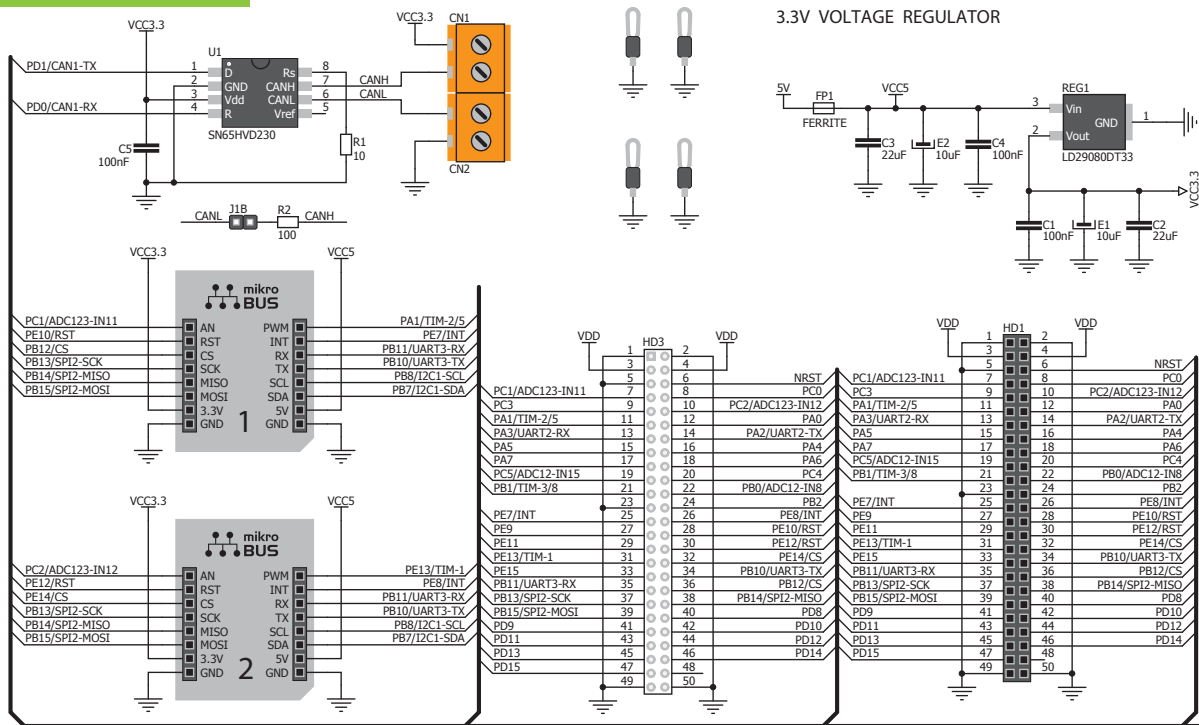 3.3V VOLTAGE REGULATOR
VCC3.3
VCC3.3 CN1
U1
PD1/CAN1-TX 1 D Rs 8
2 GND CANH 7 CANH
3 Vdd CANL 6 CANL
PD0/CAN1-RX 4 R Vref 5
SN65HVD230
C5
100nF
R1
10
CN2
CANL J1B R2 CANH
100
5V FP1 VCC5 REG1
FERRITE
3 Vin
GND 1
2 Vout
LD29080DT33
C3
22uF
E2
10uF
C4
100nF
VCC3.3
C1
100nF
E1
10uF
C2
22uF
VCC3.3 VCC5
mikro
BUS
PC1/ADC123-IN11 AN PWM PA1/TIM-2/5
PE10/RST RST INT PE7/INT
PB12/CS CS RX PB11/UART3-RX
PB13/SPI2-SCK SCK TX PB10/UART3-TX
PB14/SPI2-MISO MISO SCL PB8/I2C1-SCL
PB15/SPI2-MOSI MOSI SDA PB7/I2C1-SDA
3.3V 5V
GND 1 GND
VCC3.3 VCC5
mikro
BUS
PC2/ADC123-IN12 AN PWM PE13/TIM-1
PE12/RST RST INT PE8/INT
PE14/CS CS RX PB11/UART3-RX
PB13/SPI2-SCK SCK TX PB10/UART3-TX
PB14/SPI2-MISO MISO SCL PB8/I2C1-SCL
PB15/SPI2-MOSI MOSI SDA PB7/I2C1-SDA
3.3V 5V
GND 2 GND
VDD HD3 VDD
1 2
3 4
5 6 NRST
PC1/ADC123-IN11 7 8 PC0
PC3 9 10 PC2/ADC123-IN12
PA1/TIM-2/5 11 12 PA0
PA3/UART2-RX 13 14 PA2/UART2-TX
PA5 15 16 PA4
PA7 17 18 PA6
PC5/ADC12-IN15 19 20 PC4
PB1/TIM-3/8 21 22 PB0/ADC12-IN8
23 24 PB2
PE7/INT 25 26 PE8/INT
PE9 27 28 PE10/RST
PE11 29 30 PE12/RST
PE13/TIM-1 31 32 PE14/CS
PE15 33 34 PB10/UART3-TX
PB11/UART3-RX 35 36 PB12/CS
PB13/SPI2-SCK 37 38 PB14/SPI2-MISO
PB15/SPI2-MOSI 39 40 PD8
PD9 41 42 PD10
PD11 43 44 PD12
PD13 45 46 PD14
PD15 47 48
49 50
VDD HD1 VDD
1 2
3 4
5 6 NRST
PC1/ADC123-IN11 7 8 PC0
PC3 9 10 PC2/ADC123-IN12
PA1/TIM-2/5 11 12 PA0
PA3/UART2-RX 13 14 PA2/UART2-TX
PA5 15 16 PA4
PA7 17 18 PA6
PC5/ADC12-IN15 19 20 PC4
PB1/TIM-3/8 21 22 PB0/ADC12-IN8
23 24 PB2
PE7/INT 25 26 PE8/INT
PE9 27 28 PE10/RST
PE11 29 30 PE12/RST
PE13/TIM-1 31 32 PE14/CS
PE15 33 34 PB10/UART3-TX
PB11/UART3-RX 35 36 PB12/CS
PB13/SPI2-SCK 37 38 PB14/SPI2-MISO
PB15/SPI2-MOSI 39 40 PD8
PD9 41 42 PD10
PD11 43 44 PD12
PD13 45 46 PD14
PD15 47 48
49 50